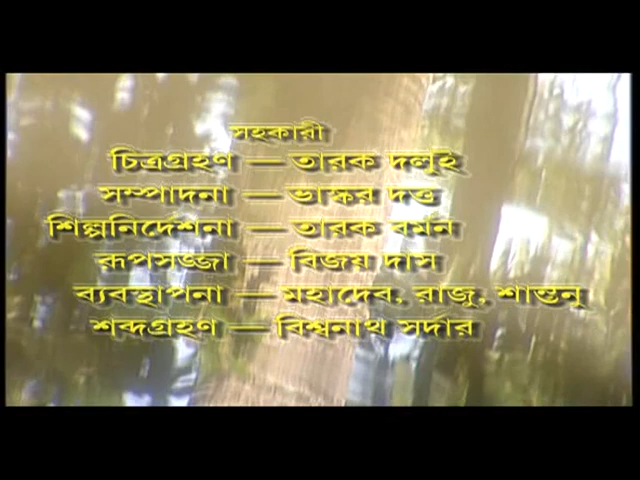 সহকারী
চিত্রগ্রহণ — তারক দলুই
সম্পাদনা — ভাস্কর দত্ত
শিল্পনির্দেশনা — তারক বর্মন
রূপসজ্জা — বিজয় দাস
ব্যবস্থাপনা — মহাদেব, রাজু, শান্তনু
শব্দগ্রহণ — বিশ্বনাথ সর্দার